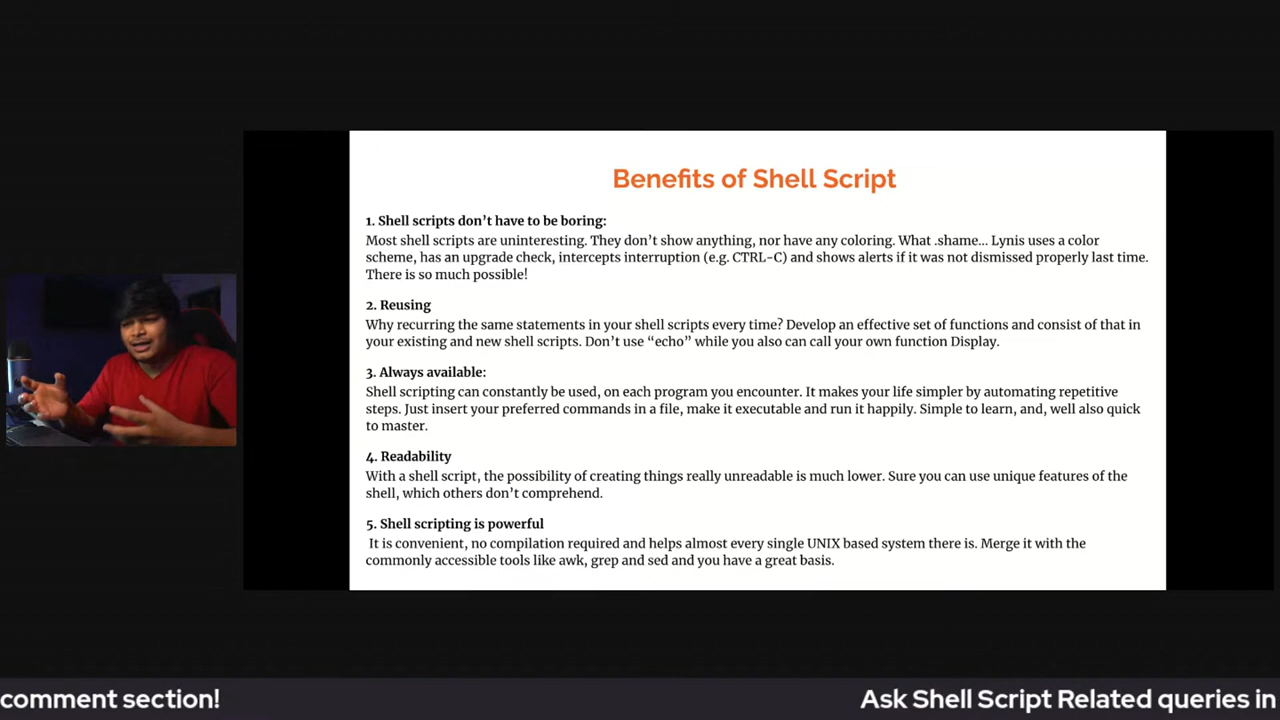 Benefits of Shell Script
1. Shell scripts don't have to be boring:
Most shell scripts are uninteresting. They don't show anything, nor have any coloring. What .shame... Lynis uses a color
scheme, has an upgrade check, intercepts interruption (e.g. CTRL-C) and shows alerts if it was not dismissed properly last time.
There is so much possible!
2. Reusing
Why recurring the same statements in your shell scripts every time? Develop an effective set of functions and consist of that in
your existing and new shell scripts. Don't use “echo” while you also can call your own function Display.
3. Always available:
Shell scripting can constantly be used, on each program you encounter. It makes your life simpler by automating repetitive
steps. Just insert your preferred commands in a file, make it executable and run it happily. Simple to learn, and, well also quick
to master.
4. Readability
With a shell script, the possibility of creating things really unreadable is much lower. Sure you can use unique features of the
shell, which others don't comprehend.
5. Shell scripting is powerful
It is convenient, no compilation required and helps almost every single UNIX based system there is. Merge it with the
commonly accessible tools like awk, grep and sed and you have a great basis.
comment section! Ask Shell Script Related queries in